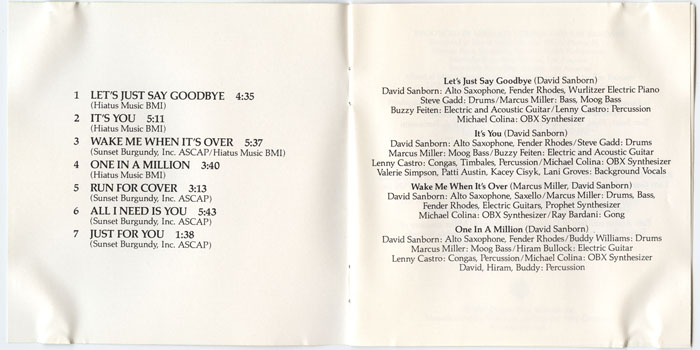 1 LET'S JUST SAY GOODBYE 4:35
(Hiatus Music BMI)
2 IT'S YOU 5:11
(Hiatus Music BMI)
3 WAKE ME WHEN IT'S OVER 5:37
(Sunset Burgundy, Inc. ASCAP/Hiatus Music BMI)
4 ONE IN A MILLION 3:40
(Hiatus Music BMI)
5 RUN FOR COVER 3:13
(Sunset Burgundy, Inc. ASCAP)
6 ALL I NEED IS YOU 5:43
(Sunset Burgundy, Inc. ASCAP)
7 JUST FOR YOU 1:38
(Sunset Burgundy, Inc. ASCAP)
Let's Just Say Goodbye (David Sanborn)
David Sanborn: Alto Saxophone, Fender Rhodes, Wurlitzer Electric Piano
Steve Gadd: Drums/Marcus Miller: Bass, Moog Bass
Buzzy Feiten: Electric and Acoustic Guitar/Lenny Castro: Percussion
Michael Colina: OBX Synthesizer
It's You (David Sanborn)
David Sanborn: Alto Saxophone, Fender Rhodes/Steve Gadd: Drums
Marcus Miller: Moog Bass/Buzzy Feiten: Electric and Acoustic Guitar
Lenny Castro: Congas, Timbales, Percussion/Michael Colina: OBX Synthesizer
Valerie Simpson, Patti Austin, Kacey Cisyk, Lani Groves: Background Vocals
Wake Me When It's Over (Marcus Miller, David Sanborn)
David Sanborn: Alto Saxophone, Saxello/Marcus Miller: Drums, Bass,
Fender Rhodes, Electric Guitars, Prophet Synthesizer
Michael Colina: OBX Synthesizer/Ray Bardani: Gong
One In A Million (David Sanborn)
David Sanborn: Alto Saxophone, Fender Rhodes/Buddy Williams: Drums
Marcus Miller: Moog Bass/Hiram Bullock: Electric Guitar
Lenny Castro: Congas, Percussion/Michael Colina: OBX Synthesizer
David, Hiram, Buddy: Percussion